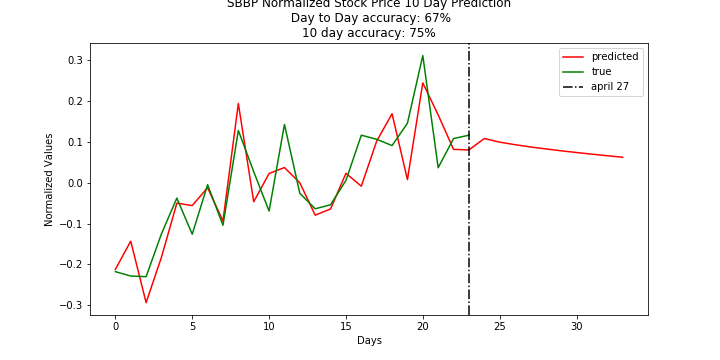 SBBP Normalized Stock Price 10 Day Prediction
Day to Day accuracy: 67%
10 day accuracy: 75%
predicted
true
april 27
0.3
0.2
0.1
0.0
−0.1
−0.2
−0.3
Normalized Values
0 5 10 15 20 25 30
Days